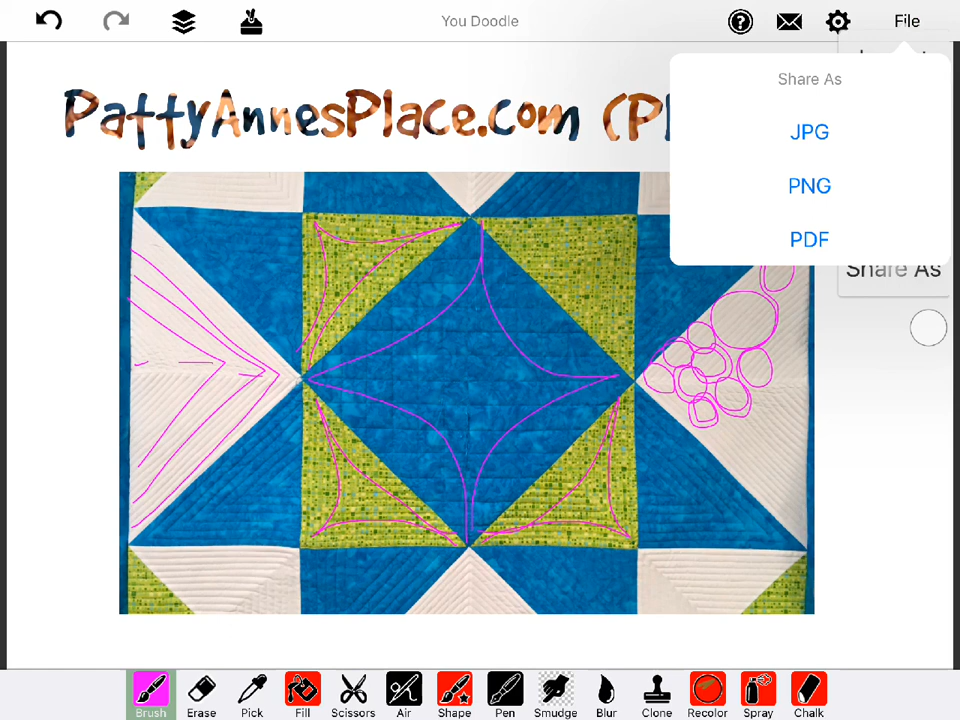 You Doodle
File
PattyAnnesPlace.com (P
Share As
JPG
PNG
PDF
Share As
Brush Erase Pick Fill Scissors Air Shape Pen Smudge Blur Clone Recolor Spray Chalk